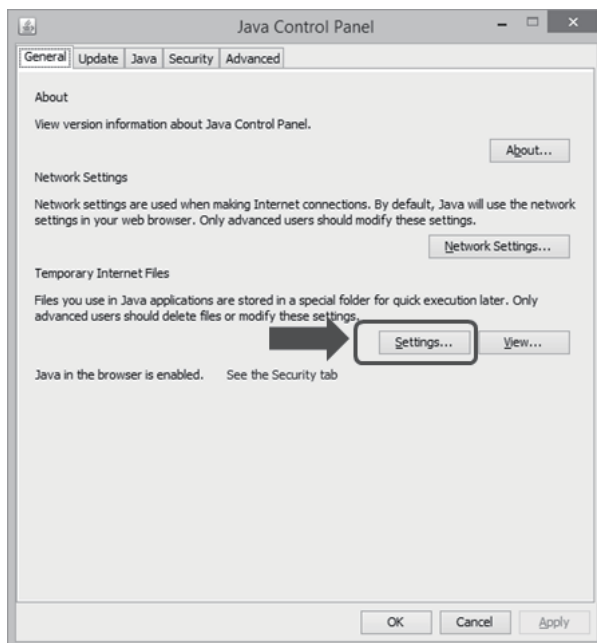 Java Control Panel
General Update Java Security Advanced
About
View version information about Java Control Panel.
About...
Network Settings
Network settings are used when making Internet connections. By default, Java will use the network
settings in your web browser. Only advanced users should modify these settings.
Network Settings...
Temporary Internet Files
Files you use in Java applications are stored in a special folder for quick execution later. Only
advanced users should delete files or modify these settings.
Settings... View...
Java in the browser is enabled. See the Security tab
OK Cancel Apply